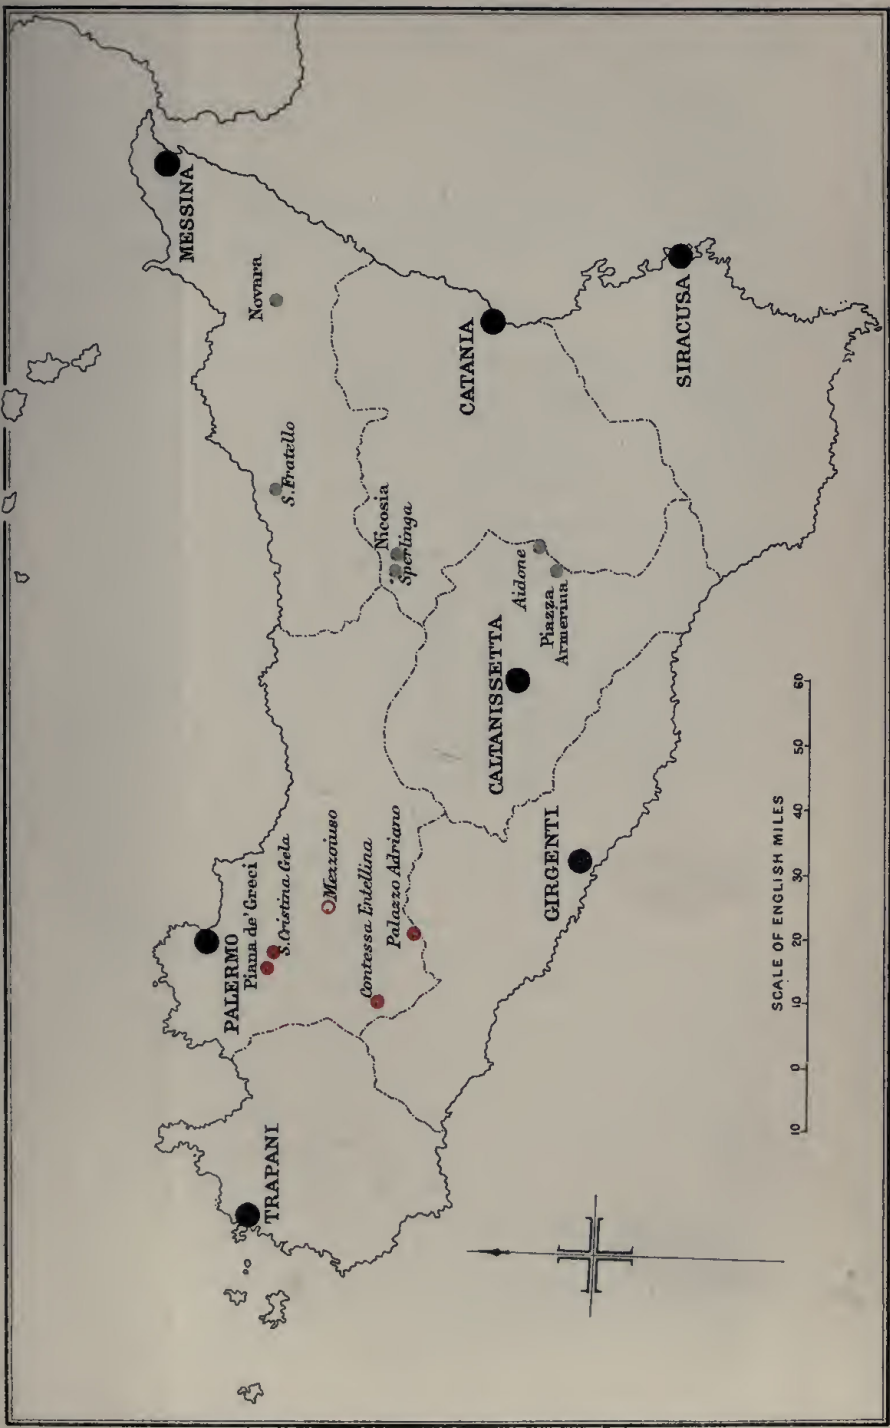 MESSINA
Novara
S. Fratello
Nicosia
Sperlinga
CATANIA
SIRACUSA
Aidone
Piazza
Armerina
CALTANISSETTA
PALERMO
Piana de' Greci
S. Cristina Gela
Mezzoiuso
Contessa Entellina
Palazzo Adriano
GIRGENTI
TRAPANI
SCALE OF ENGLISH MILES
10 0 10 20 30 40 50 60